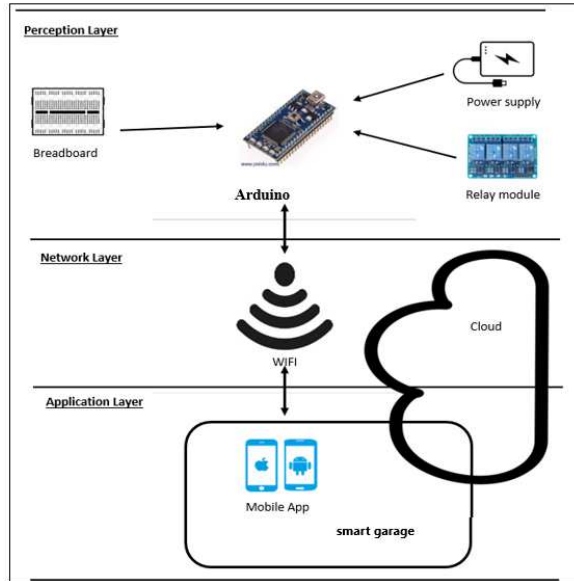 Perception Layer
Power supply
Breadboard
Arduino
Relay module
Network Layer
Cloud
WIFI
Application Layer
Mobile App
smart garage